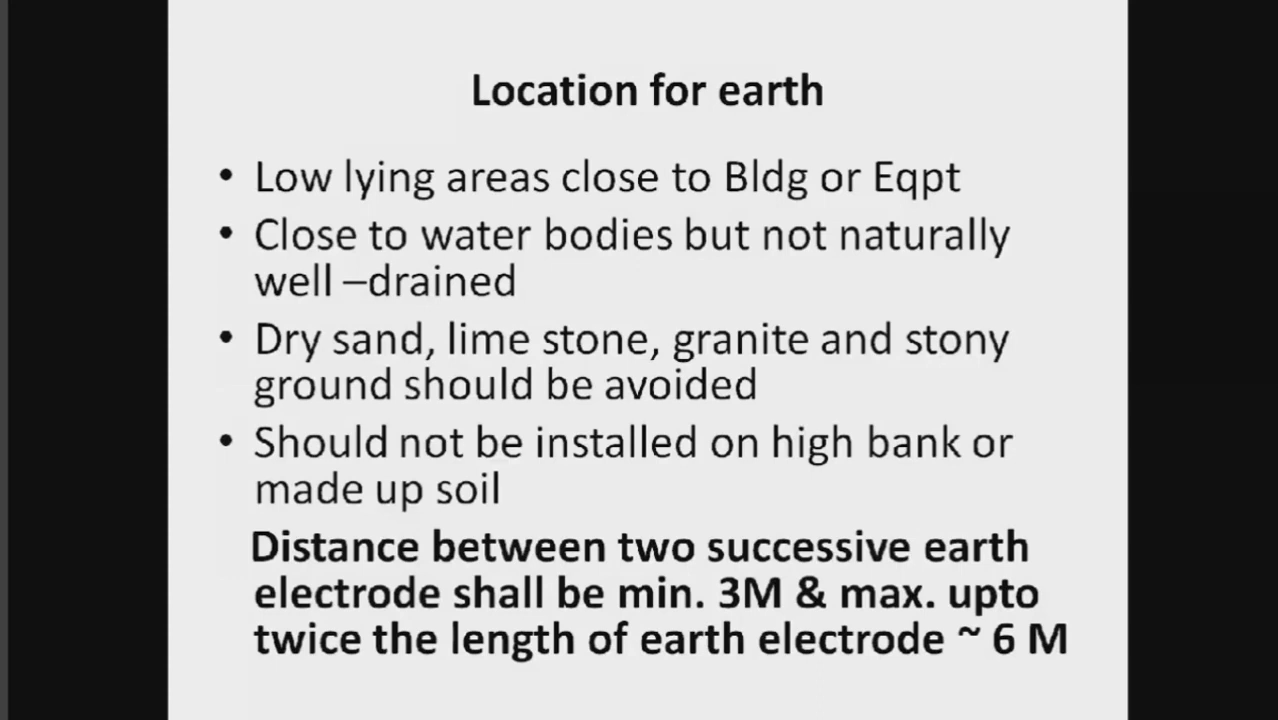 Location for earth
• Low lying areas close to Bldg or Eqpt
• Close to water bodies but not naturally
well –drained
• Dry sand, lime stone, granite and stony
ground should be avoided
• Should not be installed on high bank or
made up soil
Distance between two successive earth
electrode shall be min. 3M & max. upto
twice the length of earth electrode ~ 6 M